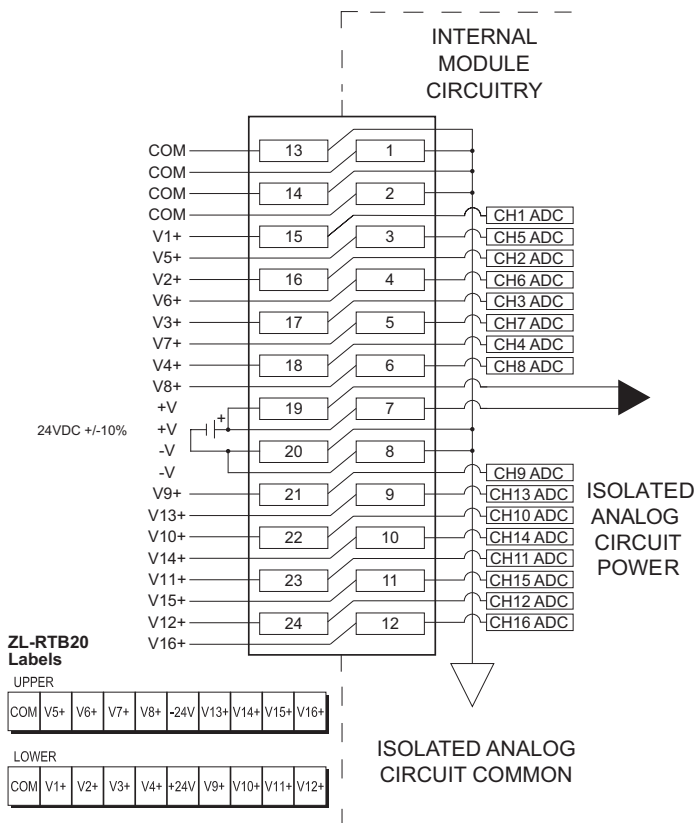 INTERNAL
MODULE
CIRCUITRY
COM
13
1
COM
COM
14
2
COM
CH1 ADC
V1+
15
3
CH5 ADC
V5+
CH2 ADC
V2+
16
4
CH6 ADC
V6+
CH3 ADC
V3+
17
5
CH7 ADC
V7+
CH4 ADC
V4+
18
6
CH8 ADC
V8+
+V
19
7
24VDC +/-10%
+V
+
-V
20
8
-V
CH9 ADC
V9+
21
9
CH13 ADC
V13+
CH10 ADC
V10+
22
10
CH14 ADC
V14+
CH11 ADC
V11+
23
11
CH15 ADC
V15+
CH12 ADC
V12+
24
12
CH16 ADC
V16+
ISOLATED
ANALOG
CIRCUIT
POWER
ZL-RTB20
Labels
UPPER
COM V5+ V6+ V7+ V8+ -24V V13+ V14+ V15+ V16+
LOWER
COM V1+ V2+ V3+ V4+ +24V V9+ V10+ V11+ V12+
ISOLATED ANALOG
CIRCUIT COMMON